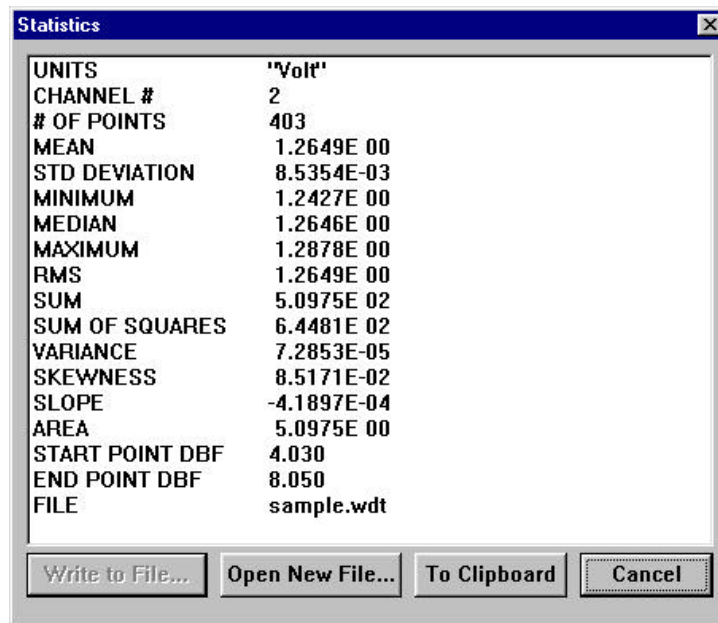 Statistics
UNITS "Volt"
CHANNEL # 2
# OF POINTS 403
MEAN 1.2649E 00
STD DEVIATION 8.5354E-03
MINIMUM 1.2427E 00
MEDIAN 1.2646E 00
MAXIMUM 1.2878E 00
RMS 1.2649E 00
SUM 5.0975E 02
SUM OF SQUARES 6.4481E 02
VARIANCE 7.2853E-05
SKEWNESS 8.5171E-02
SLOPE -4.1897E-04
AREA 5.0975E 00
START POINT DBF 4.030
END POINT DBF 8.050
FILE sample.wdt
Write to File... Open New File... To Clipboard Cancel